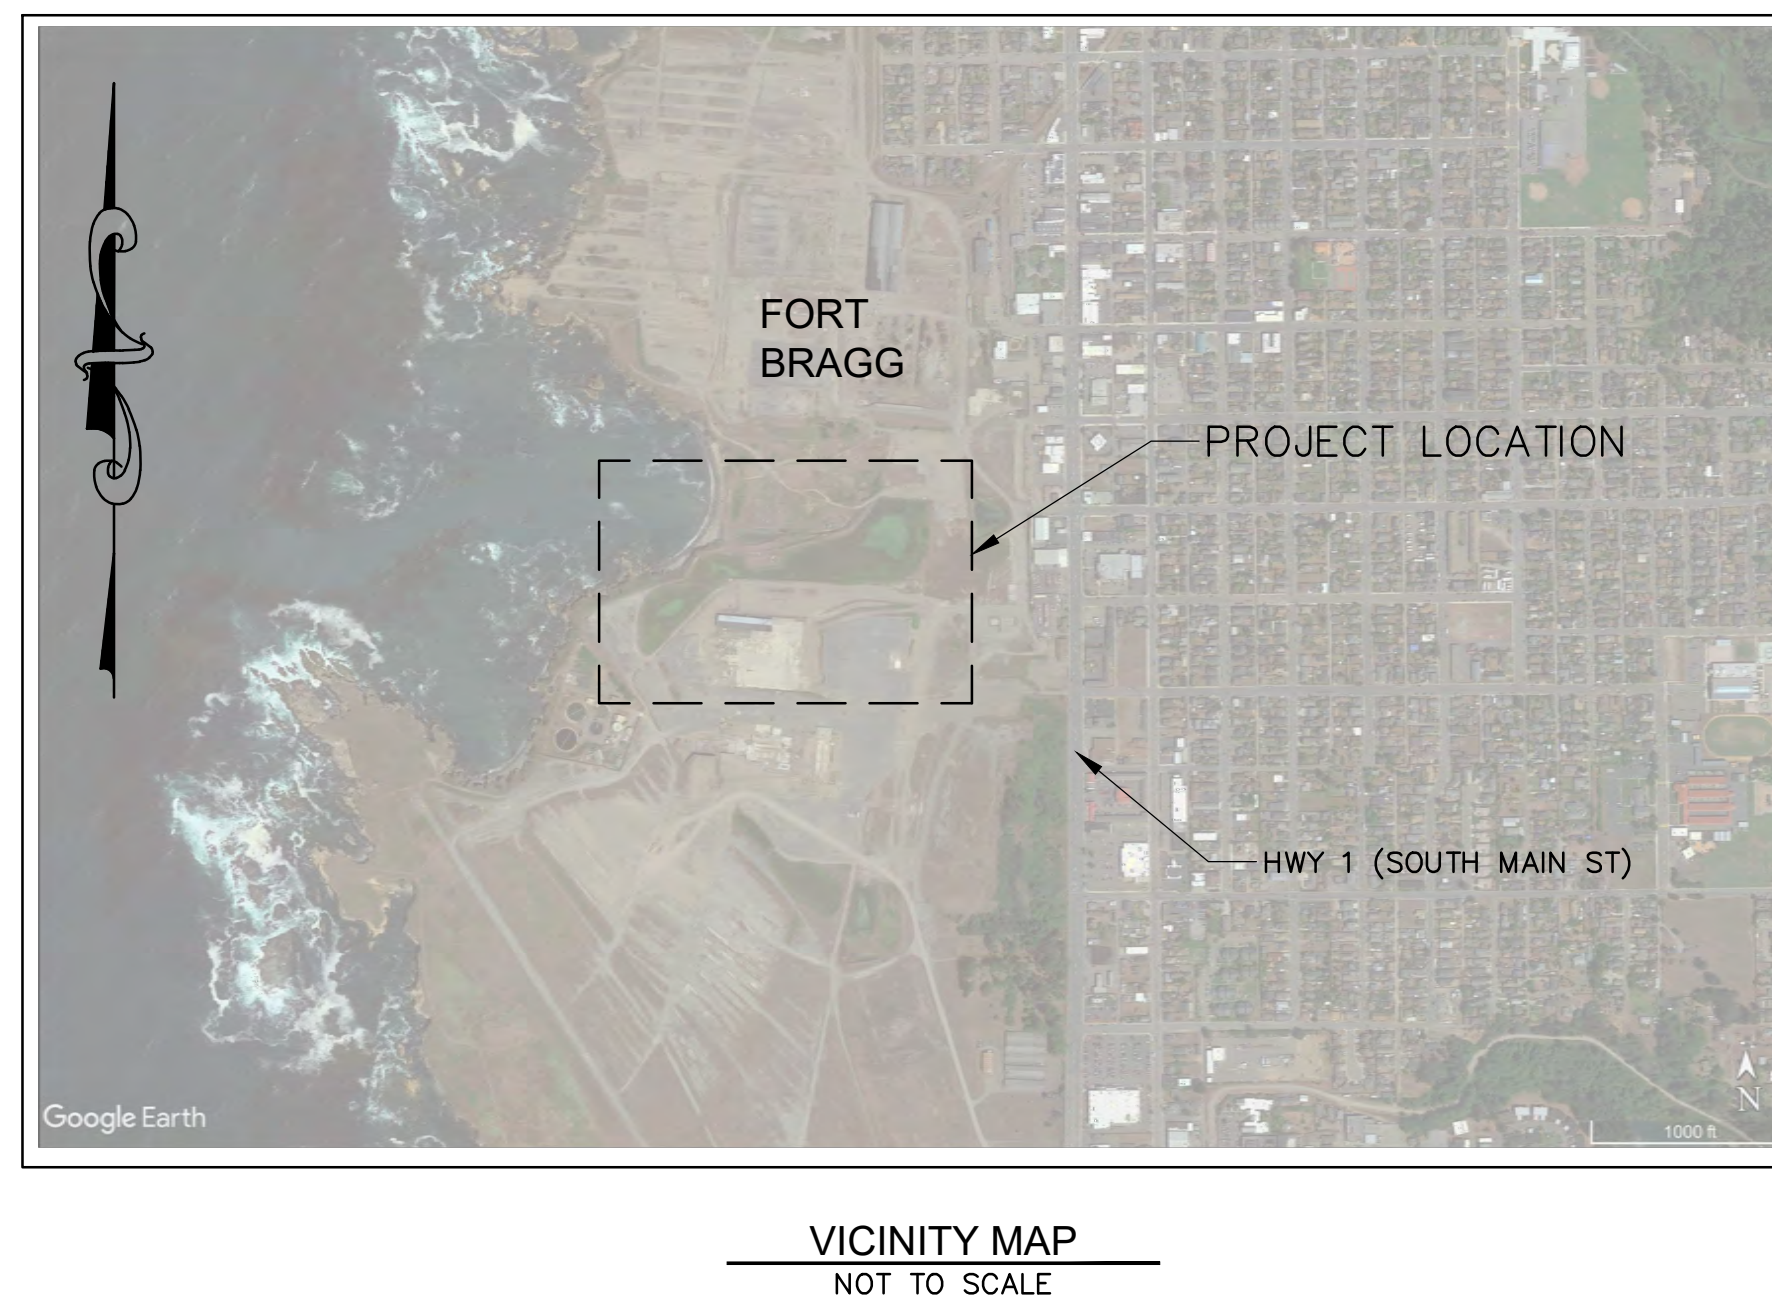 FORT
BRAGG
PROJECT LOCATION
HWY 1 (SOUTH MAIN ST)
Google Earth
N
1000 ft
VICINITY MAP
NOT TO SCALE